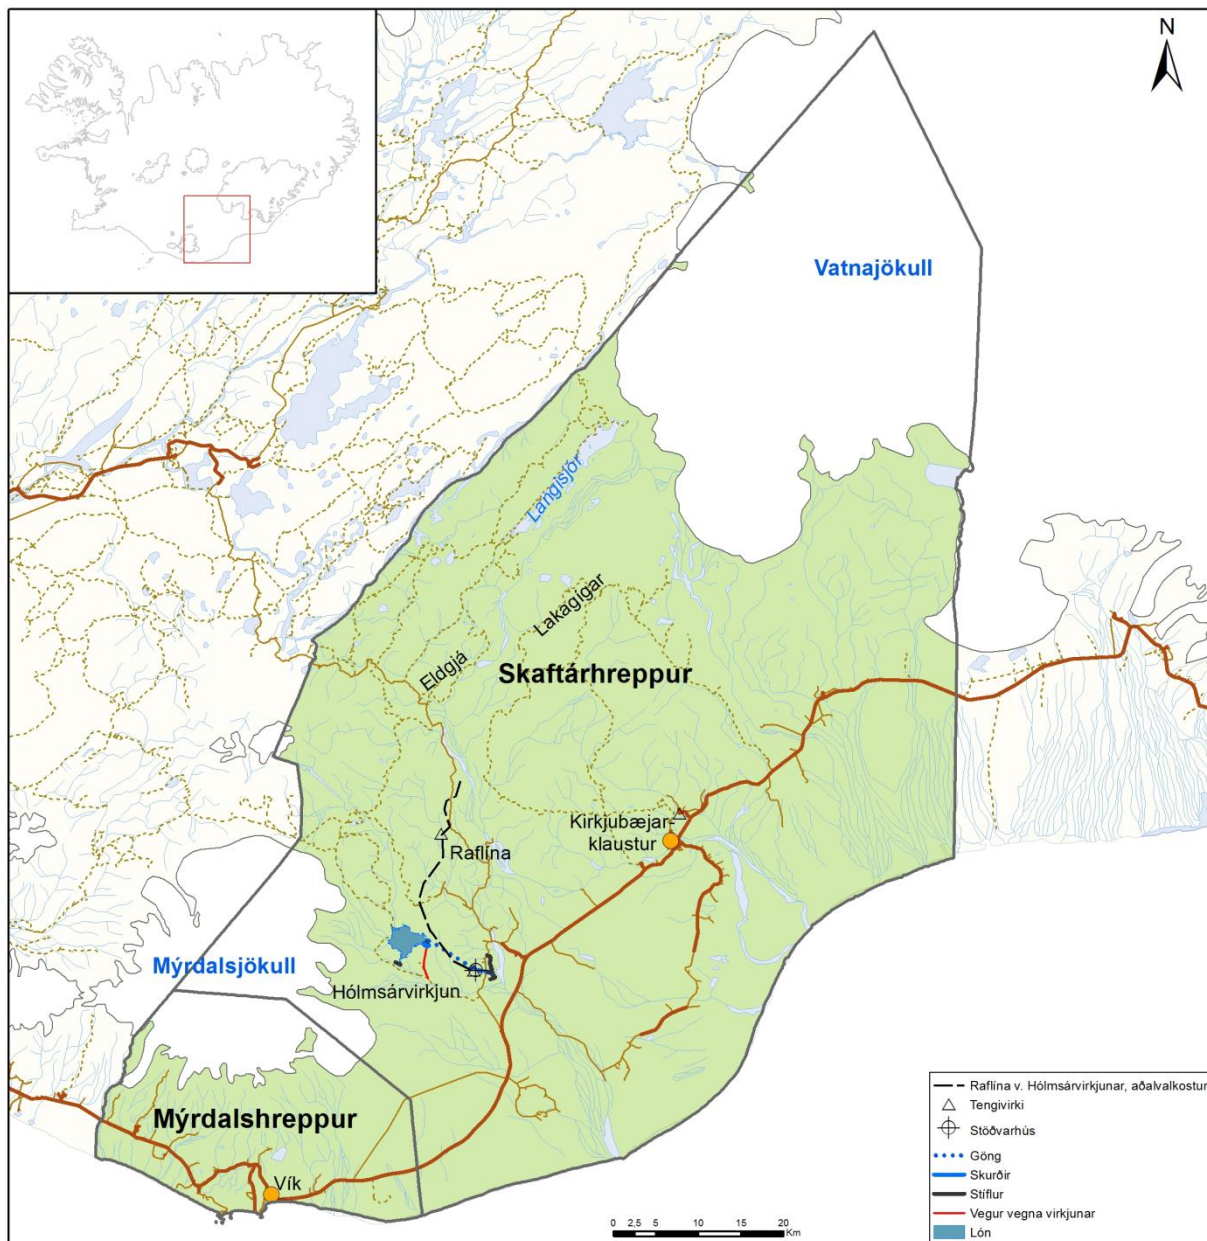 N
Vatnajökull
Langisjór
Lakagígar
Eldgjá
Skaftárhreppur
Kirkjubæjar-
klaustur
Raflína
Mýrdalsjökull
Hólmsárvirkjun
Mýrdalshreppur
Vík
Raflína v. Hólmsárvirkjunar, aðalvalkostur
Tengivirki
Stöðvarhús
Göng
Skurðir
Stíflur
Vegur vegna virkjunar
Lón
0 2,5 5 10 15 20
Km